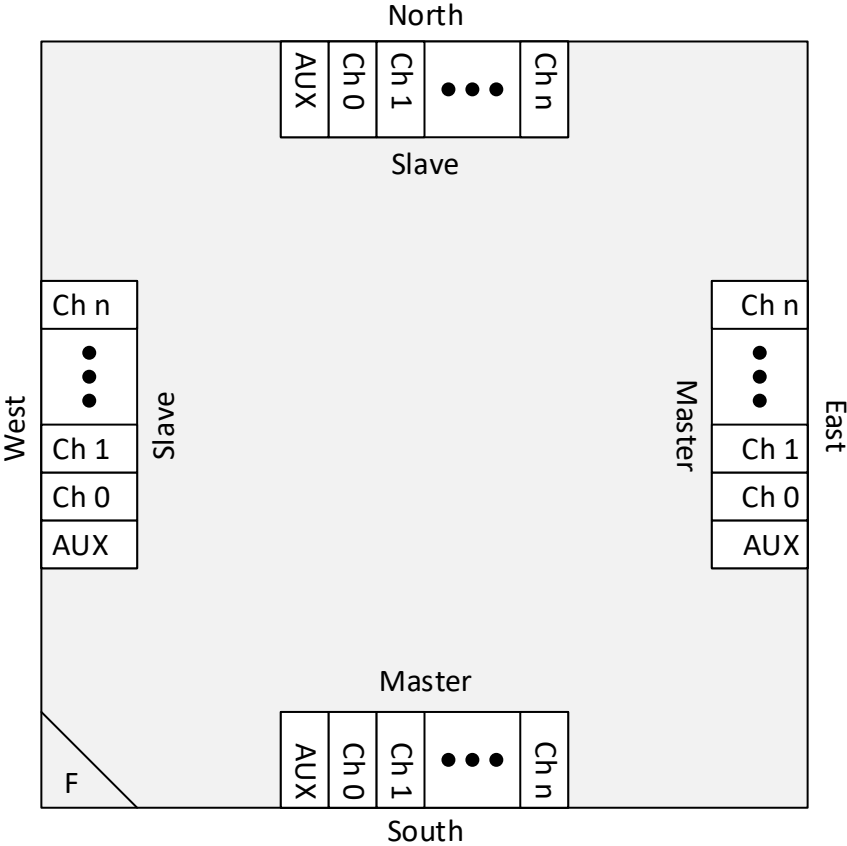 North
AUX
Ch 0
Ch 1
Ch n
Slave
West
Ch n
Ch 1
Ch 0
AUX
Slave
Master
Ch n
Ch 1
Ch 0
AUX
East
Master
AUX
Ch 0
Ch 1
Ch n
F
South